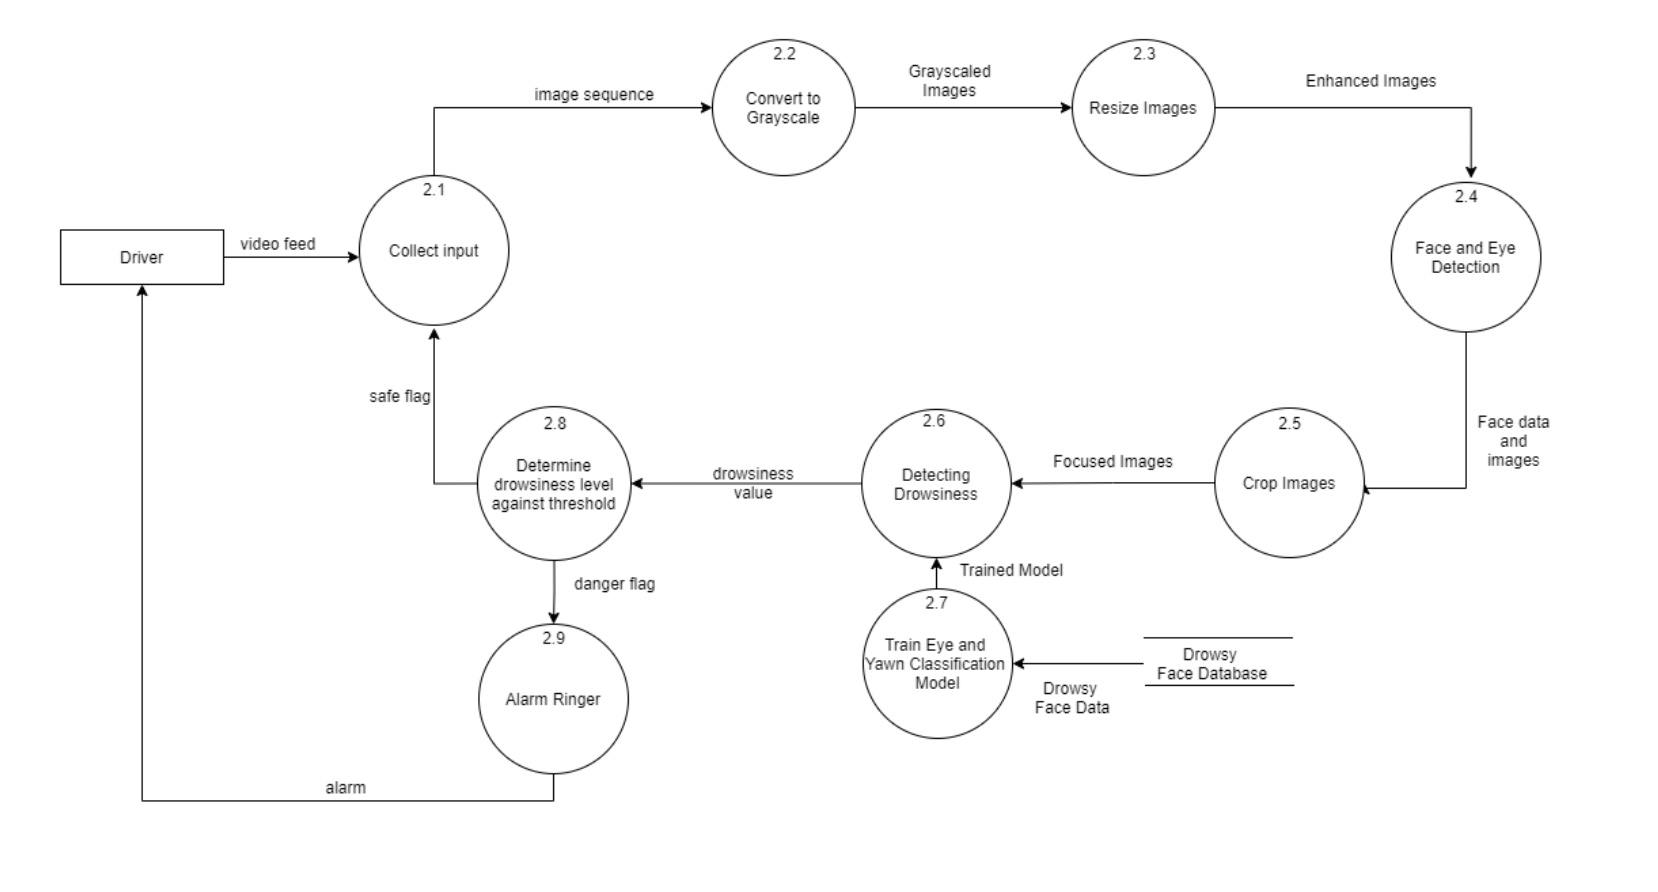 2.2
Convert to
Grayscale
Grayscaled
Images
2.3
Resize Images
Enhanced Images
image sequence
2.1
Collect input
Driver
video feed
2.4
Face and Eye
Detection
Face data
and
images
2.5
Crop Images
Focused Images
2.6
Detecting
Drowsiness
drowsiness
value
2.8
Determine
drowsiness level
against threshold
safe flag
danger flag
2.9
Alarm Ringer
alarm
Trained Model
2.7
Train Eye and
Yawn Classification
Model
Drowsy
Face Data
Drowsy
Face Database